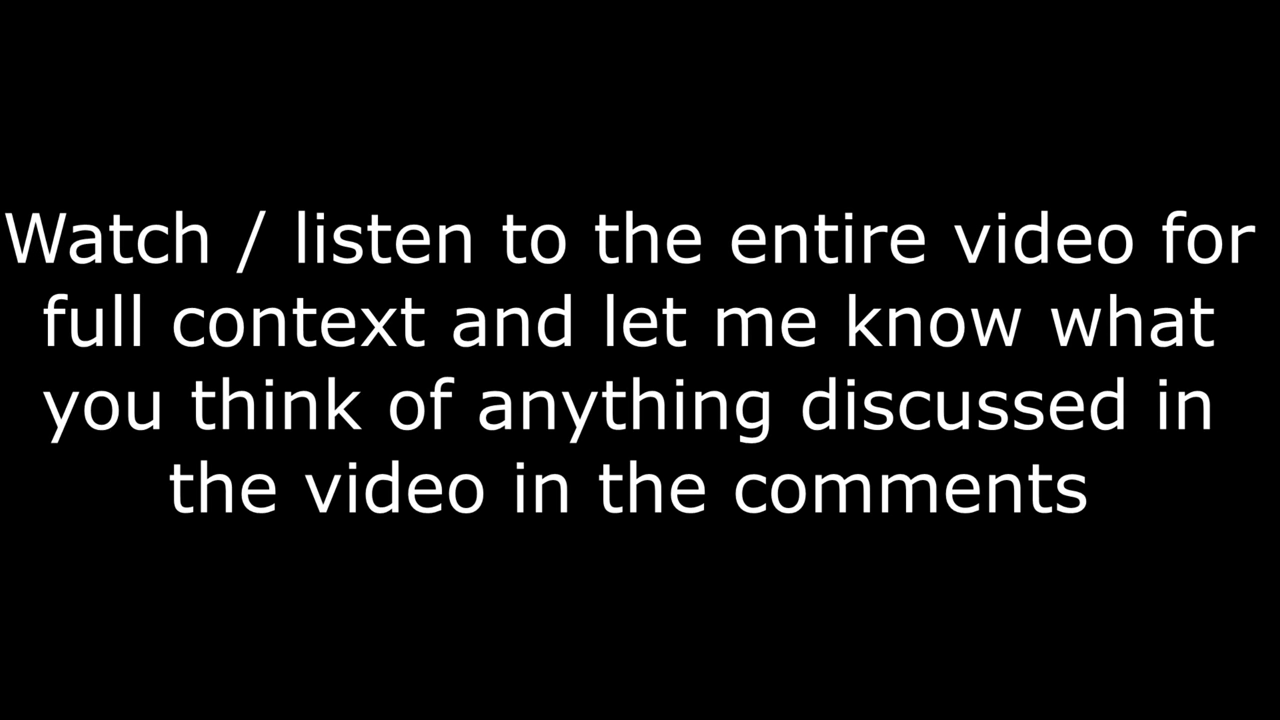 Watch / listen to the entire video for
full context and let me know what
you think of anything discussed in
the video in the comments